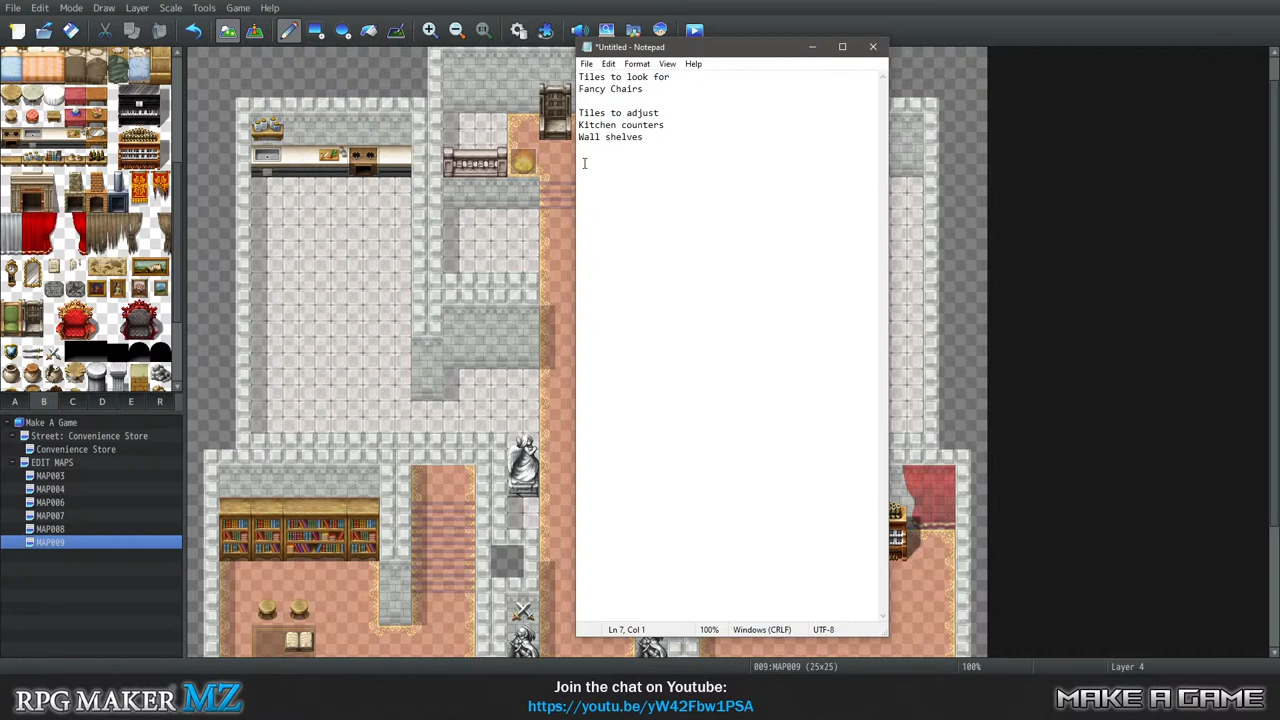 File Edit Mode Draw Layer Scale Tools Game Help
*Untitled - Notepad
File Edit Format View Help
Tiles to look for
Fancy Chairs
Tiles to adjust
Kitchen counters
Wall shelves
Ln 7, Col 1 100% Windows (CRLF) UTF-8
A B C D E R
Make A Game
Street: Convenience Store
Convenience Store
EDIT MAPS
MAP003
MAP004
MAP006
MAP007
MAP008
MAP009
009:MAP009 (25x25) 100% Layer 4
RPG MAKER MZ
Join the chat on Youtube:
https://youtu.be/yW42Fbw1PSA
MAKE A GAME